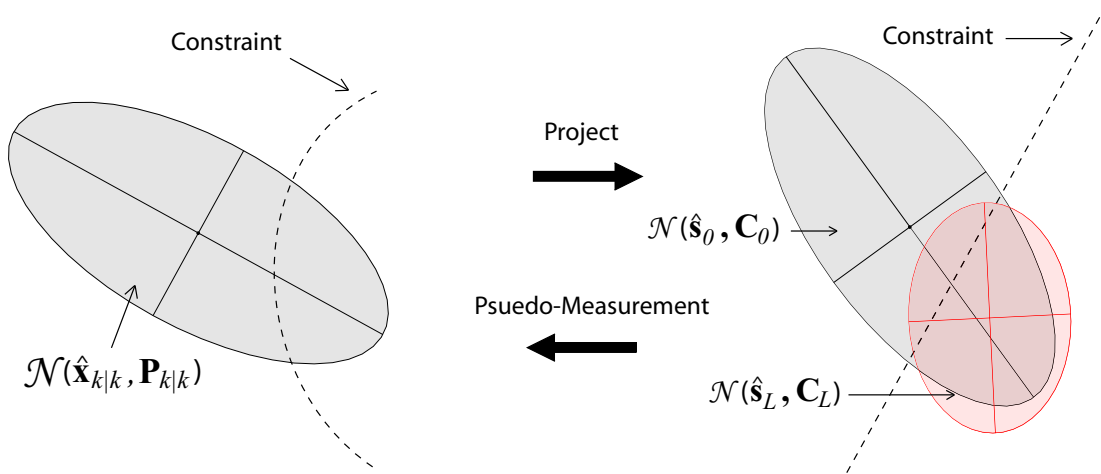 Constraint
Constraint
Project
𝒩(ŝ₀, C₀)
Psuedo-Measurement
𝒩(x̂ₖ|ₖ, Pₖ|ₖ)
𝒩(ŝ_L, C_L)